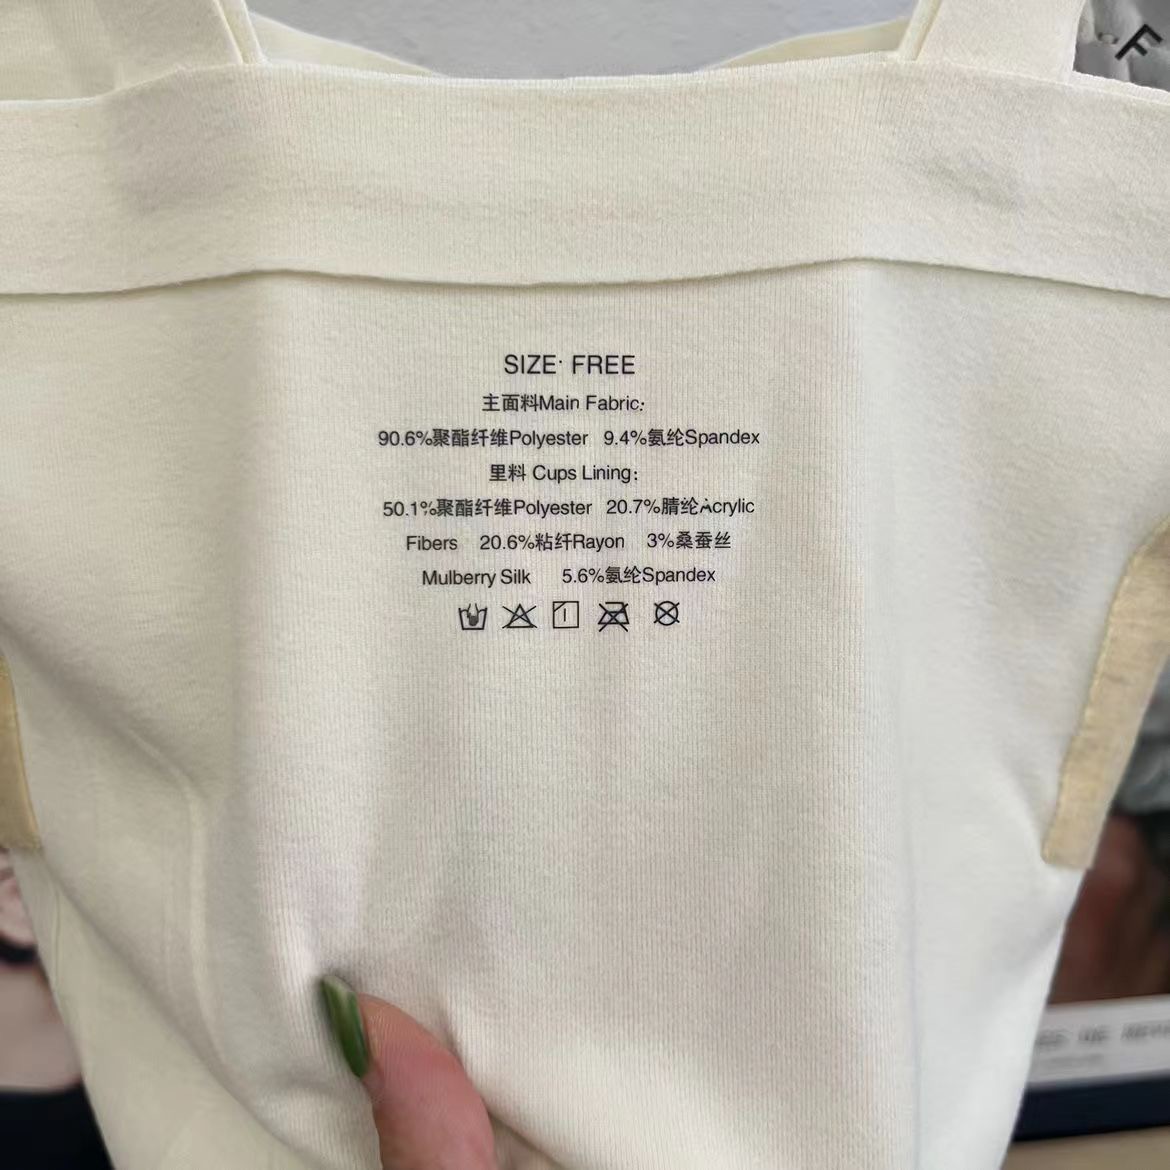 SIZE: FREE
主面料Main Fabric:
90.6%聚酯纤维Polyester 9.4%氨纶Spandex
里料 Cups Lining:
50.1%聚酯纤维Polyester 20.7%腈纶Acrylic
Fibers 20.6%粘纤Rayon 3%桑蚕丝
Mulberry Silk 5.6%氨纶Spandex
F